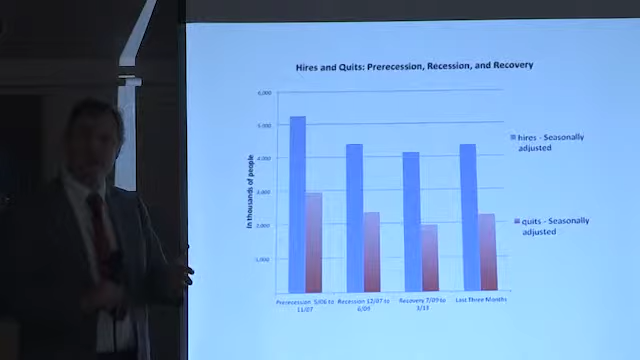 Hires and Quits: Prerecession, Recession, and Recovery
6,000
5,000
4,000
3,000
2,000
1,000
In thousands of people
hires - Seasonally
adjusted
quits - Seasonally
adjusted
Prerecession 5/06 to
11/07
Recession 12/07 to
6/09
Recovery 7/09 to
3/13
Last Three Months